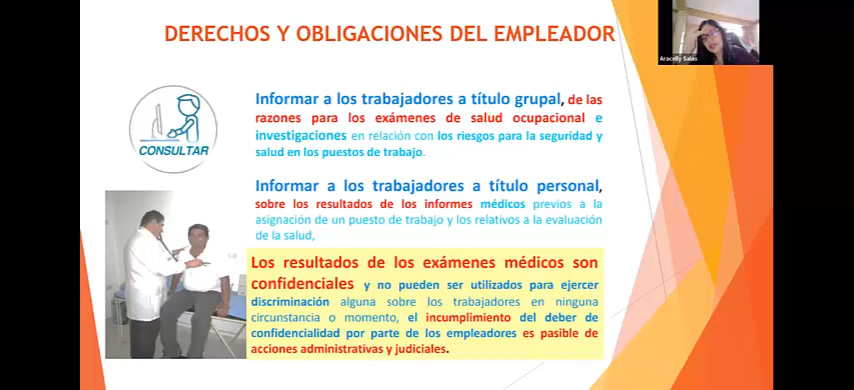 DERECHOS Y OBLIGACIONES DEL EMPLEADOR
Aracelly Salas
CONSULTAR
Informar a los trabajadores a título grupal, de las
razones para los exámenes de salud ocupacional e
investigaciones en relación con los riesgos para la seguridad y
salud en los puestos de trabajo.
Informar a los trabajadores a título personal,
sobre los resultados de los informes médicos previos a la
asignación de un puesto de trabajo y los relativos a la evaluación
de la salud,
Los resultados de los exámenes médicos son
confidenciales y no pueden ser utilizados para ejercer
discriminación alguna sobre los trabajadores en ninguna
circunstancia o momento, el incumplimiento del deber de
confidencialidad por parte de los empleadores es pasible de
acciones administrativas y judiciales.